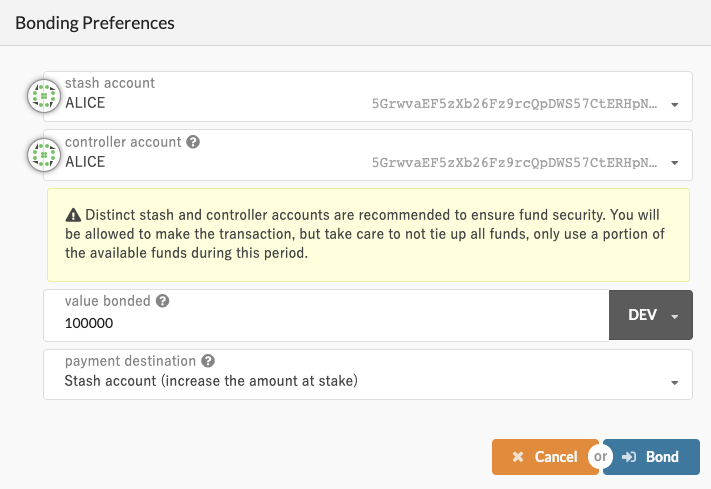 Bonding Preferences
stash account
ALICE 5GrwvaEF5zXb26Fz9rcQpDWS57CtERHpN…
controller account
ALICE 5GrwvaEF5zXb26Fz9rcQpDWS57CtERHpN…
Distinct stash and controller accounts are recommended to ensure fund security. You will
be allowed to make the transaction, but take care to not tie up all funds, only use a portion of
the available funds during this period.
value bonded
100000 DEV
payment destination
Stash account (increase the amount at stake)
Cancel or Bond